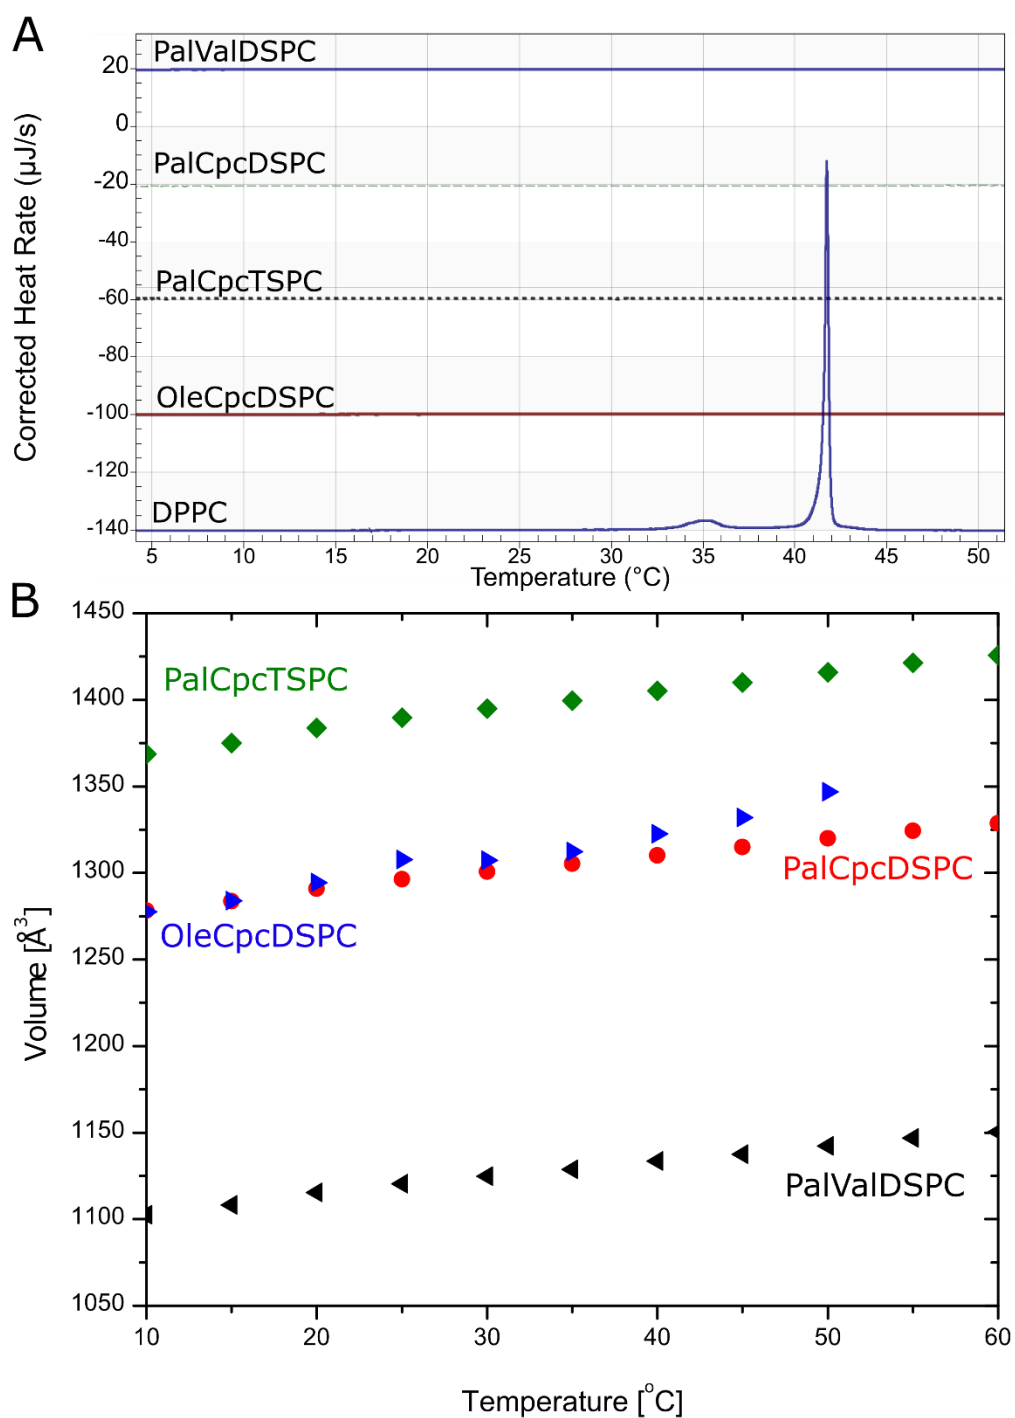 A
PalValDSPC
20
0
PalCpcDSPC
-20
-40
PalCpcTSPC
-60
-80
OleCpcDSPC
-100
-120
DPPC
-140
Corrected Heat Rate (µJ/s)
5 10 15 20 25 30 35 40 45 50
Temperature (°C)
B
1450
PalCpcTSPC
1400
1350
1300
PalCpcDSPC
OleCpcDSPC
1250
1200
1150
PalValDSPC
1100
1050
Volume [Å³]
10 20 30 40 50 60
Temperature [°C]